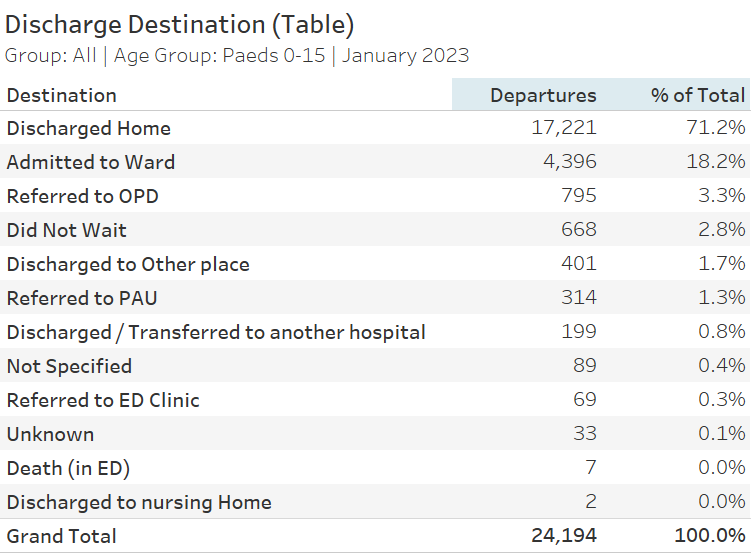 Discharge Destination (Table)
Group: All | Age Group: Paeds 0-15 | January 2023
Destination Departures % of Total
Discharged Home 17,221 71.2%
Admitted to Ward 4,396 18.2%
Referred to OPD 795 3.3%
Did Not Wait 668 2.8%
Discharged to Other place 401 1.7%
Referred to PAU 314 1.3%
Discharged / Transferred to another hospital 199 0.8%
Not Specified 89 0.4%
Referred to ED Clinic 69 0.3%
Unknown 33 0.1%
Death (in ED) 7 0.0%
Discharged to nursing Home 2 0.0%
Grand Total 24,194 100.0%